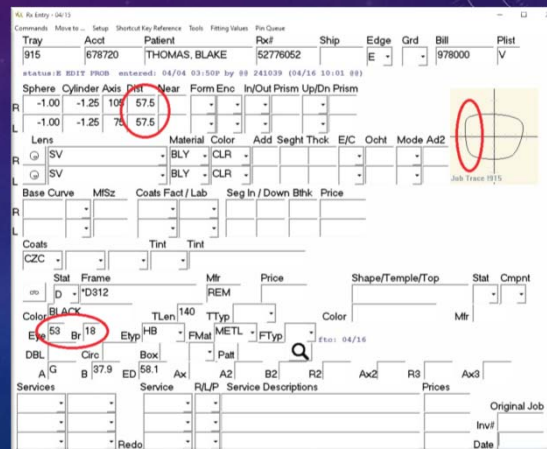 Rx Entry - 04/13
Commands Move to ... Setup Shortcut Key Reference Tools Fitting Values Pin Queue
Tray Acct Patient Rx# Ship Edge Grd Bill Plist
915 678720 THOMAS, BLAKE 52776052 E 978000 V
status:E EDIT PROB entered: 04/04 03:50P by @@ 241039 (04/16 10:01 @@)
Sphere Cylinder Axis Dist Near Form Enc In/Out Prism Up/Dn Prism
R -1.00 -1.25 105 57.5
L -1.00 -1.25 75 57.5
Lens Material Color Add Seght Thck E/C Ocht Mode Ad2
R SV BLY CLR
L SV BLY CLR
Job Trace !915
Base Curve MfSz Coats Fact / Lab Seg In / Down Bthk Price
R
L
Coats Tint Tint
CZC
Stat Frame Mfr Price Shape/Temple/Top Stat Cmpnt
D *D312 REM
Color BLACK TLen 140 TTyp Color Mfr
Eye 53 Br 18 Etyp HB FMat METL FTyp fto: 04/16
DBL Circ Box Patt
A G B 37.9 ED 58.1 Ax A2 B2 R2 Ax2 R3 Ax3
Services Service R/L/P Service Descriptions Prices
Original Job
Inv#
Redo Date